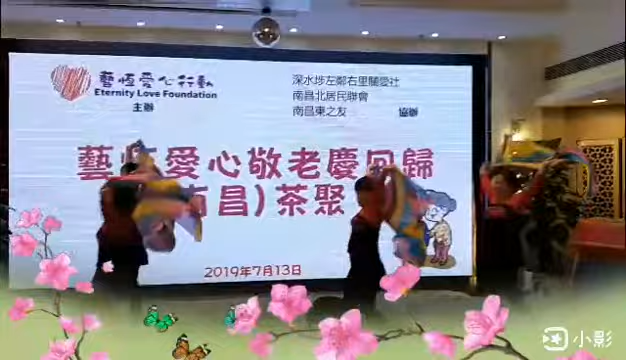 藝恆愛心行動
Eternity Love Foundation
主辦
深水埗左鄰右里關愛社
南昌北居民聯會
南昌東之友 協辦
藝恆愛心敬老慶回歸
南昌)茶聚
2019年7月13日
小影